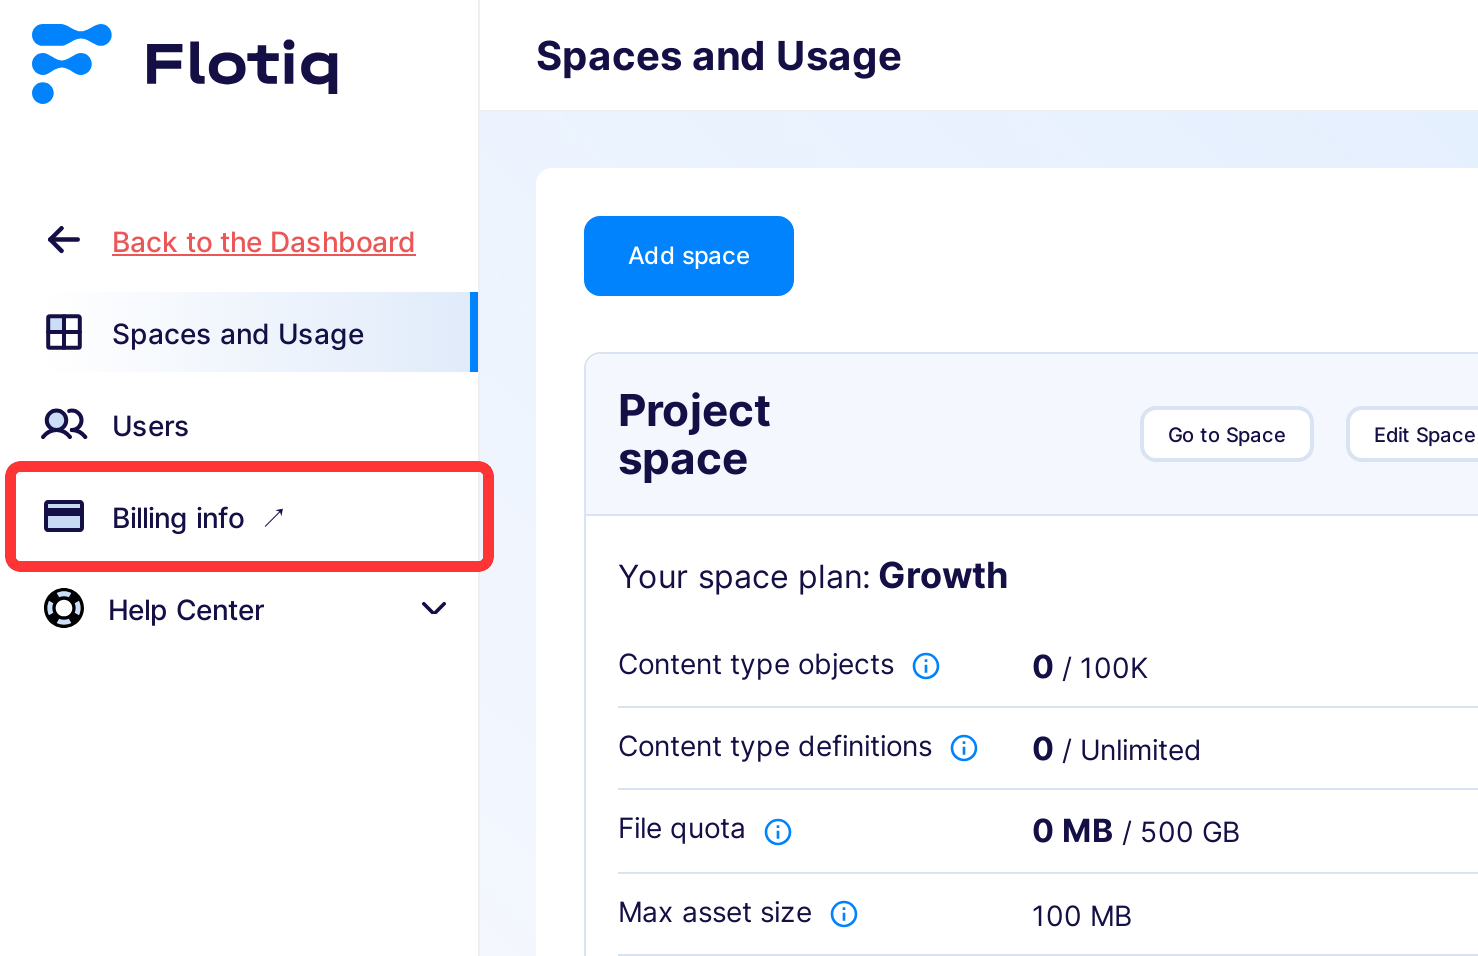 Flotiq
Back to the Dashboard
Spaces and Usage
Users
Billing info ↗
Help Center
Spaces and Usage
Add space
Project
space
Go to Space
Edit Space
Your space plan: Growth
Content type objects
0 / 100K
Content type definitions
0 / Unlimited
File quota
0 MB / 500 GB
Max asset size
100 MB